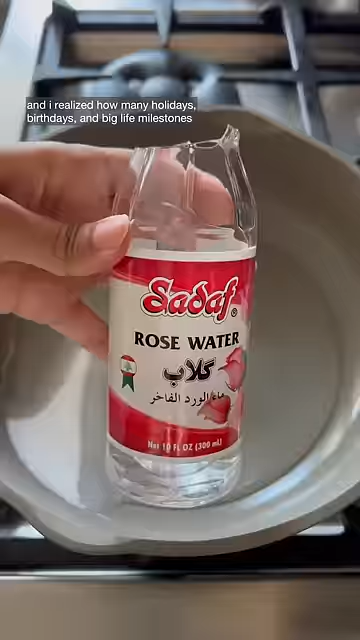 and i realized how many holidays,
birthdays, and big life milestones
Sadaf®
ROSE WATER
گلاب
ماء الورد الفاخر
Net 10 FL OZ (300 mL)